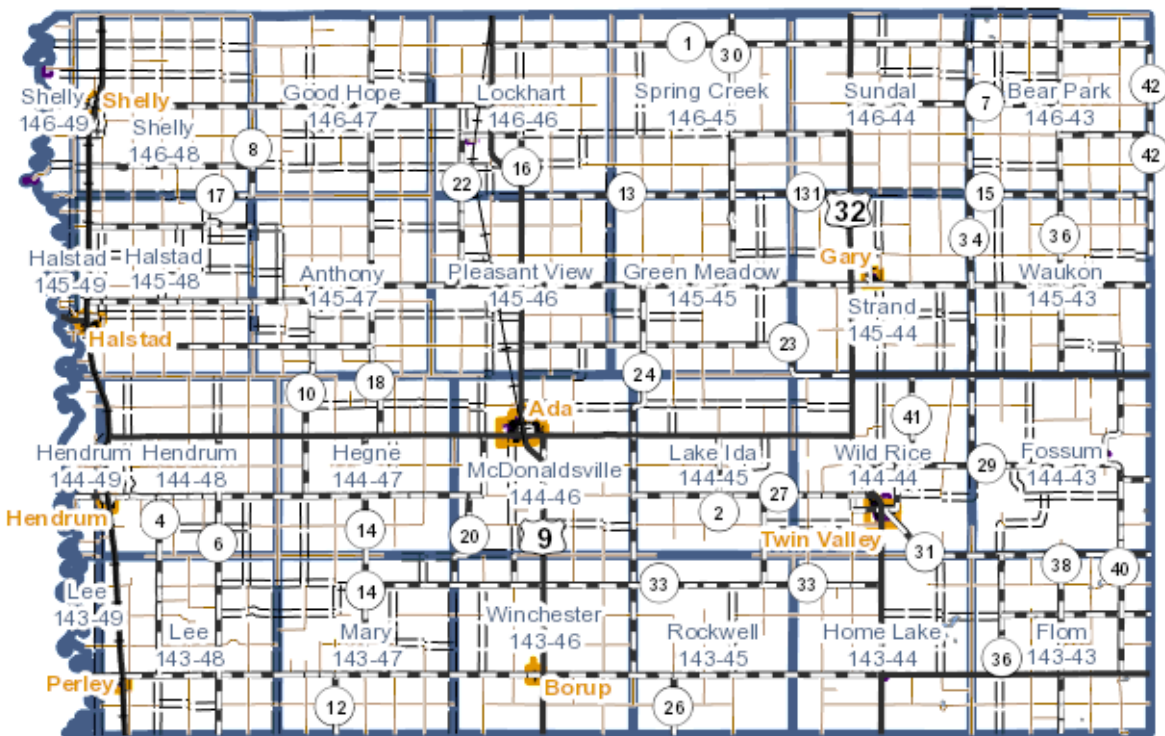 1
30
42
Shelly
146-49
Shelly
Shelly
146-48
Good Hope
146-47
Lockhart
146-46
Spring Creek
146-45
Sundal
146-44
7
Bear Park
146-43
8
42
16
22
17
13
131
32
15
34
36
Halstad
145-49
Halstad
145-48
Anthony
145-47
Pleasant View
145-46
Green Meadow
145-45
Gary
Strand
145-44
Waukon
145-43
Halstad
23
10
18
24
Ada
41
Hendrum
144-49
Hendrum
144-48
Hegne
144-47
McDonaldsville
144-46
Lake Ida
144-45
Wild Rice
144-44
29
Fossum
144-43
27
2
Hendrum
4
6
14
20
9
Twin Valley
31
38
40
14
33
33
Lee
143-49
Lee
143-48
Mary
143-47
Winchester
143-46
Rockwell
143-45
Home Lake
143-44
36
Flom
143-43
Perley
Borup
12
26